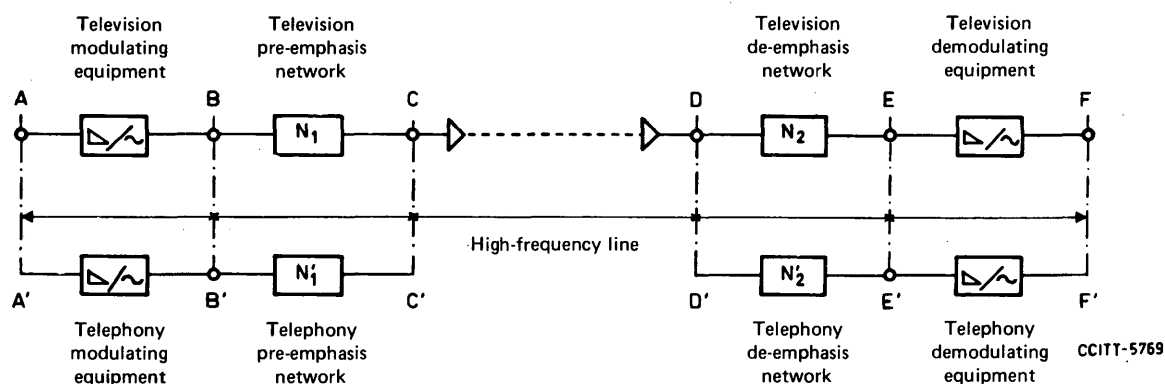 Television
modulating
equipment
Television
pre-emphasis
network
Television
de-emphasis
network
Television
demodulating
equipment
A
B
C
D
E
F
N1
N2
High-frequency line
N'1
N'2
A'
B'
C'
D'
E'
F'
Telephony
modulating
equipment
Telephony
pre-emphasis
network
Telephony
de-emphasis
network
Telephony
demodulating
equipment
CCITT-5769